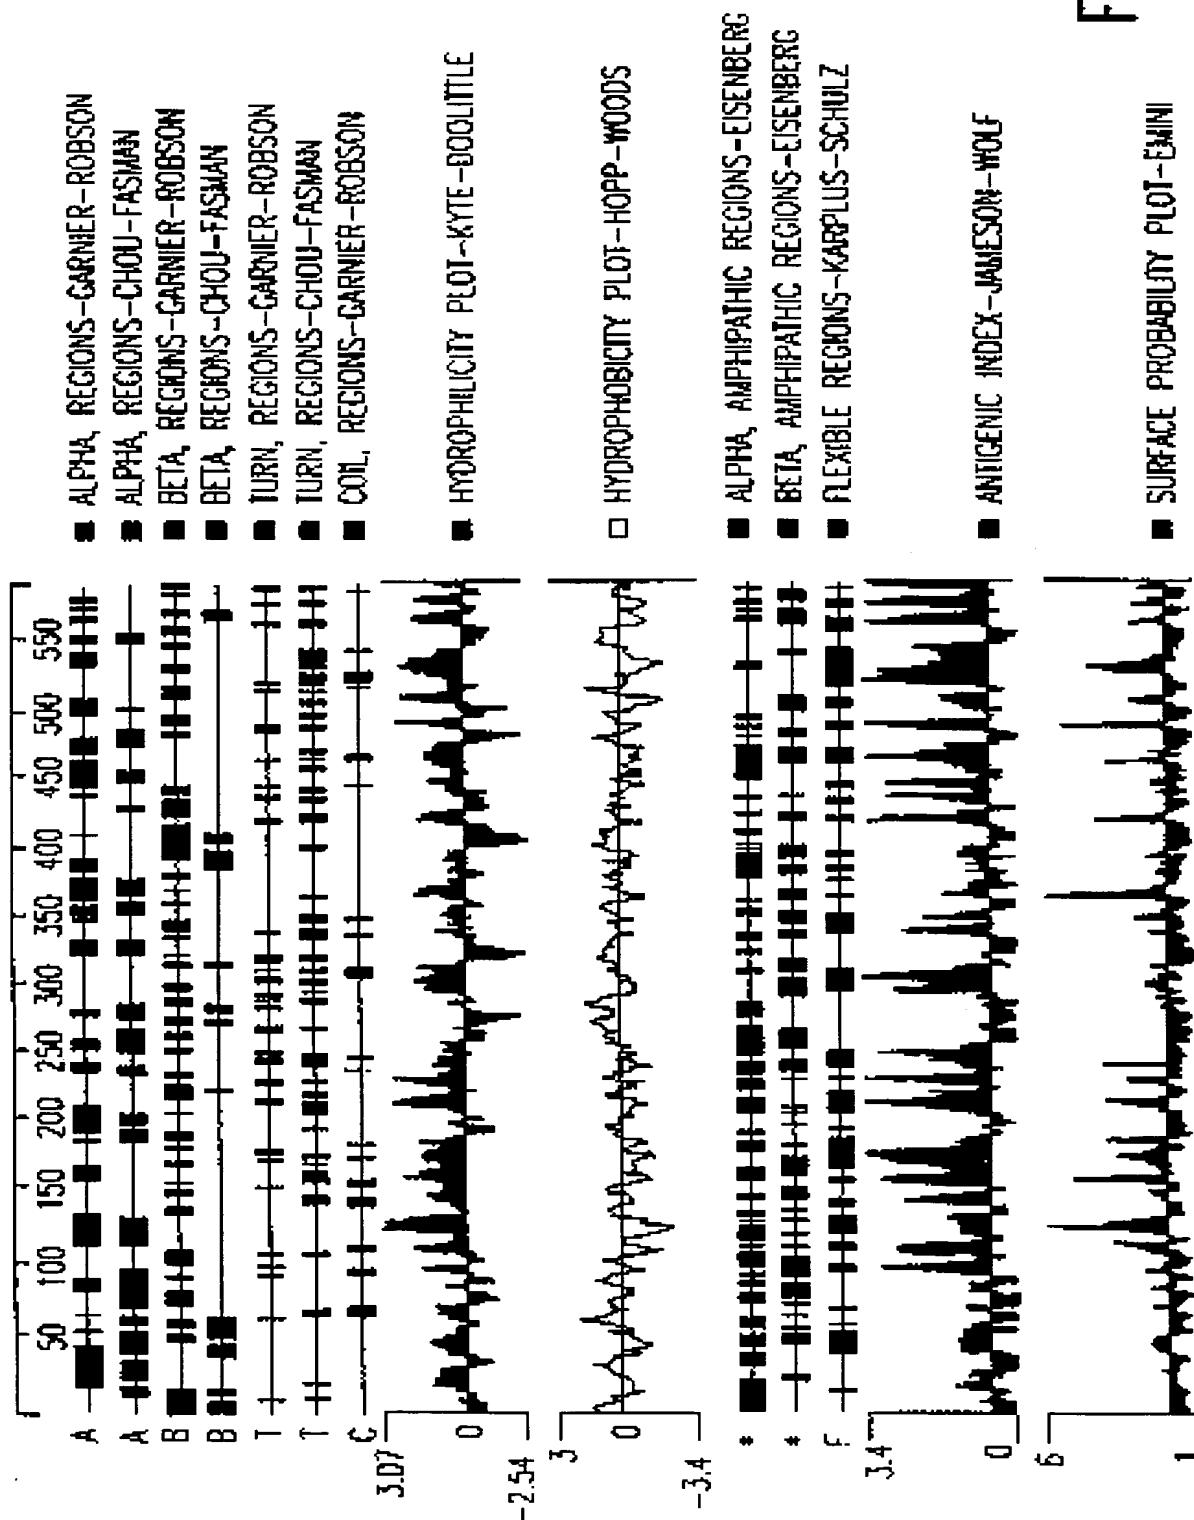 50 100 150 200 250 300 350 400 450 500 550
A ALPHA, REGIONS-GARNIER-ROBSON
A ALPHA, REGIONS-CHOU-FASMAN
B BETA, REGIONS-GARNIER-ROBSON
B BETA, REGIONS-CHOU-FASMAN
T TURN, REGIONS-GARNIER-ROBSON
T TURN, REGIONS-CHOU-FASMAN
C COIL, REGIONS-GARNIER-ROBSON
3.07
0 HYDROPHILICITY PLOT-KYTE-DOOLITTLE
-2.54
3
0 HYDROPHOBICITY PLOT-HOPP-WOODS
-3.4
* ALPHA, AMPHIPATHIC REGIONS-EISENBERG
* BETA, AMPHIPATHIC REGIONS-EISENBERG
F FLEXIBLE REGIONS-KARPLUS-SCHULZ
3.4
ANTIGENIC INDEX-JAMESON-WOLF
0
6
SURFACE PROBABILITY PLOT-EMINI
1
F